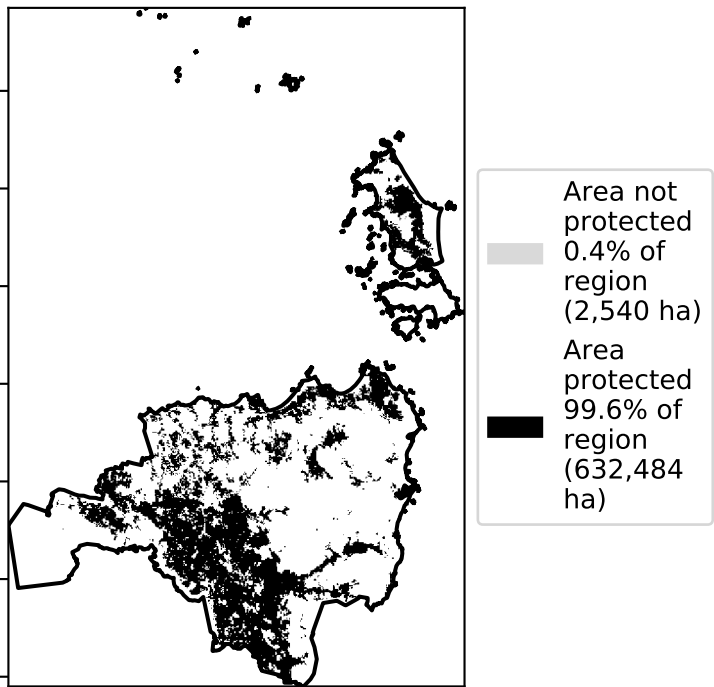 Area not
protected
0.4% of
region
(2,540 ha)
Area
protected
99.6% of
region
(632,484
ha)